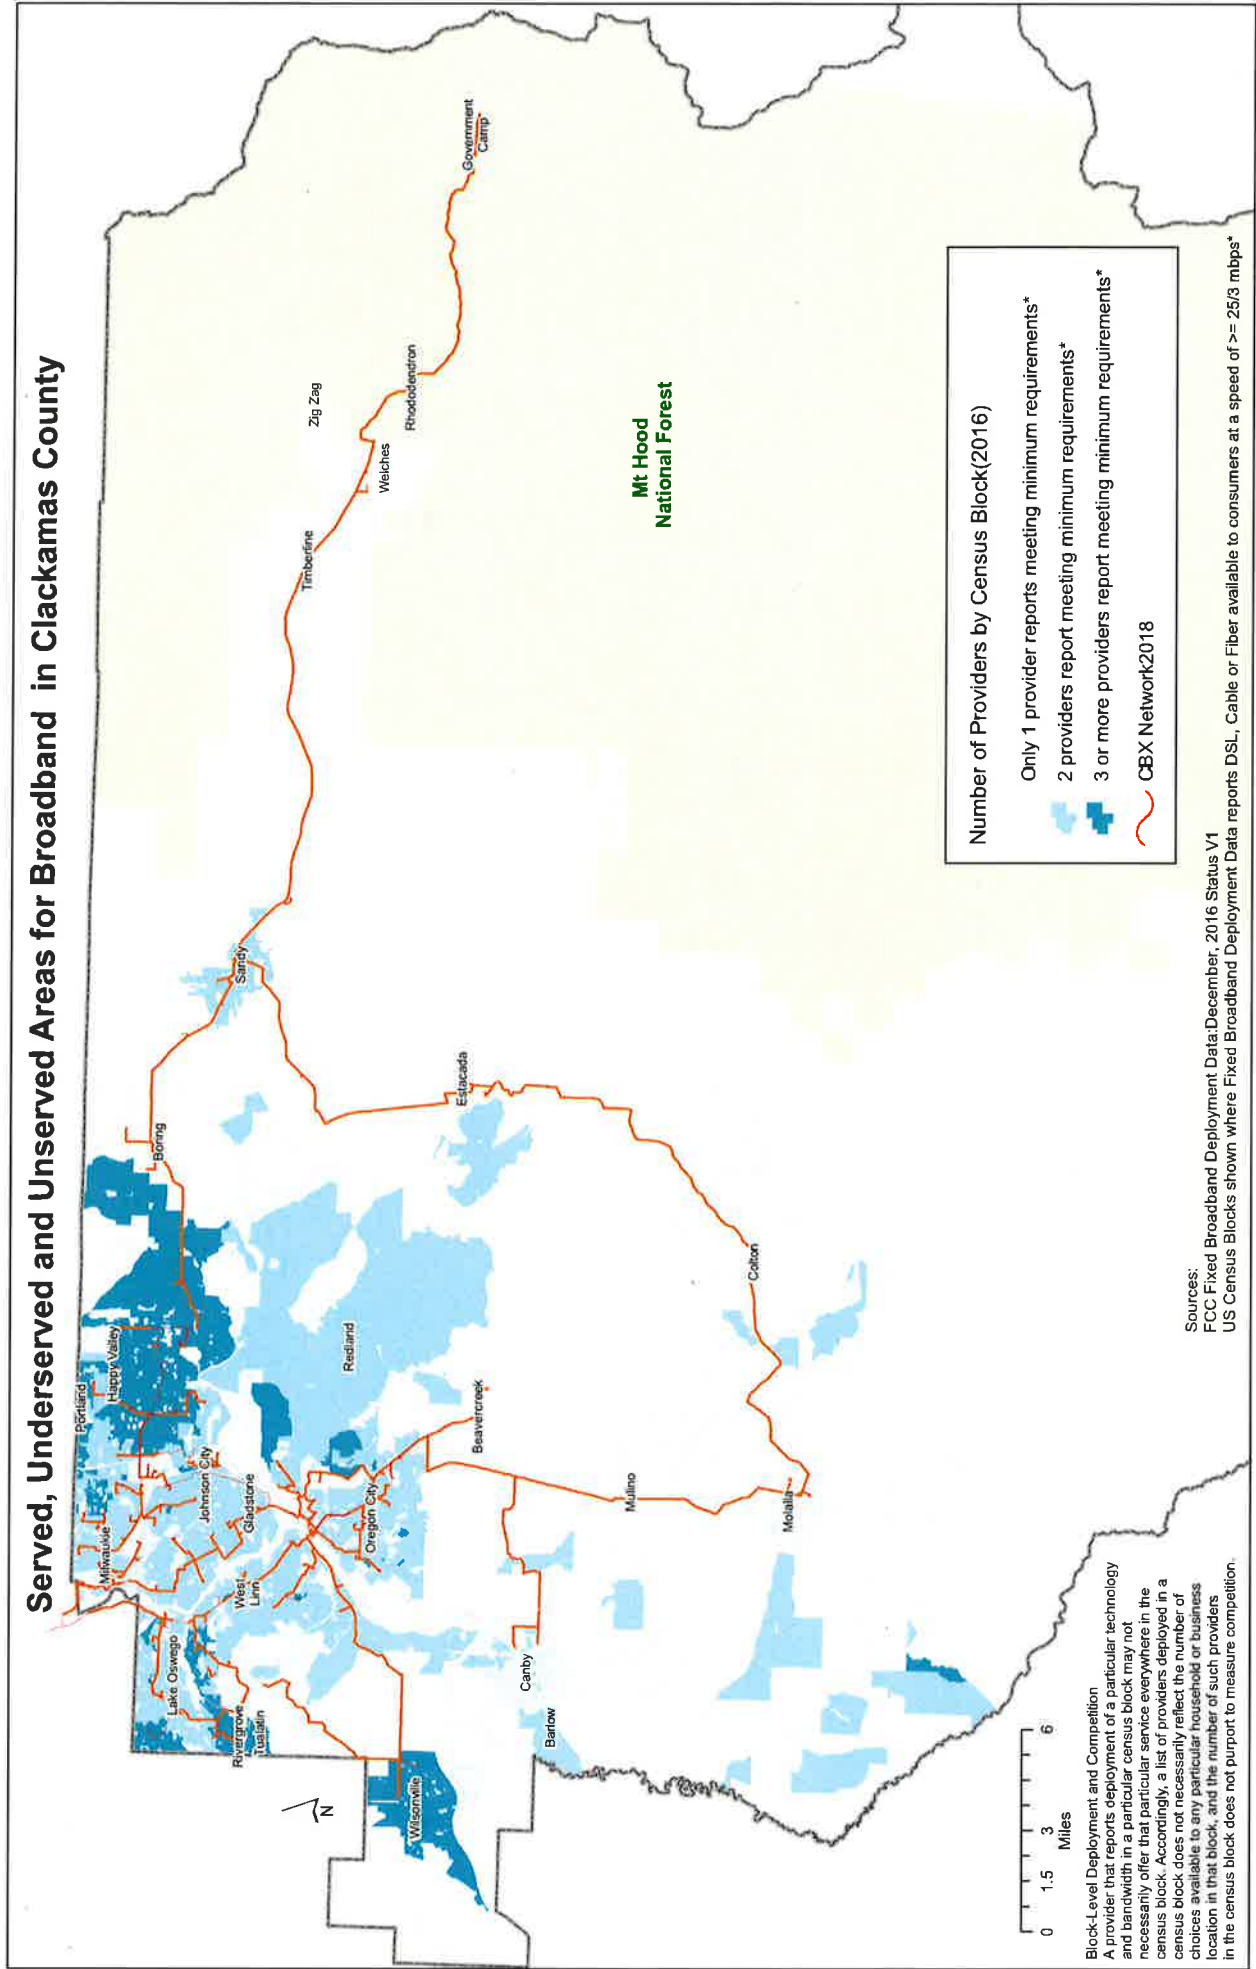 Served, Underserved and Unserved Areas for Broadband in Clackamas County
Government
Camp
Zig Zag
Rhododendron
Welches
Timberline
Mt Hood
National Forest
Sandy
Boring
Estacada
Portland
Happy Valley
Redland
Colton
Johnson City
Gladstone
Beavercreek
Milwaukie
Oregon City
Mulino
Molalla
West
Linn
Lake Oswego
Canby
Rivergrove
Tualatin
Barlow
Wilsonville
N
Number of Providers by Census Block(2016)
Only 1 provider reports meeting minimum requirements*
2 providers report meeting minimum requirements*
3 or more providers report meeting minimum requirements*
CBX Network2018
0 1.5 3 6
Miles
Block-Level Deployment and Competition
A provider that reports deployment of a particular technology
and bandwidth in a particular census block may not
necessarily offer that particular service everywhere in the
census block. Accordingly, a list of providers deployed in a
census block does not necessarily reflect the number of
choices available to any particular household or business
location in that block, and the number of such providers
in the census block does not purport to measure competition.
Sources:
FCC Fixed Broadband Deployment Data:December, 2016 Status V1
US Census Blocks shown where Fixed Broadband Deployment Data reports DSL, Cable or Fiber available to consumers at a speed of >= 25/3 mbps*